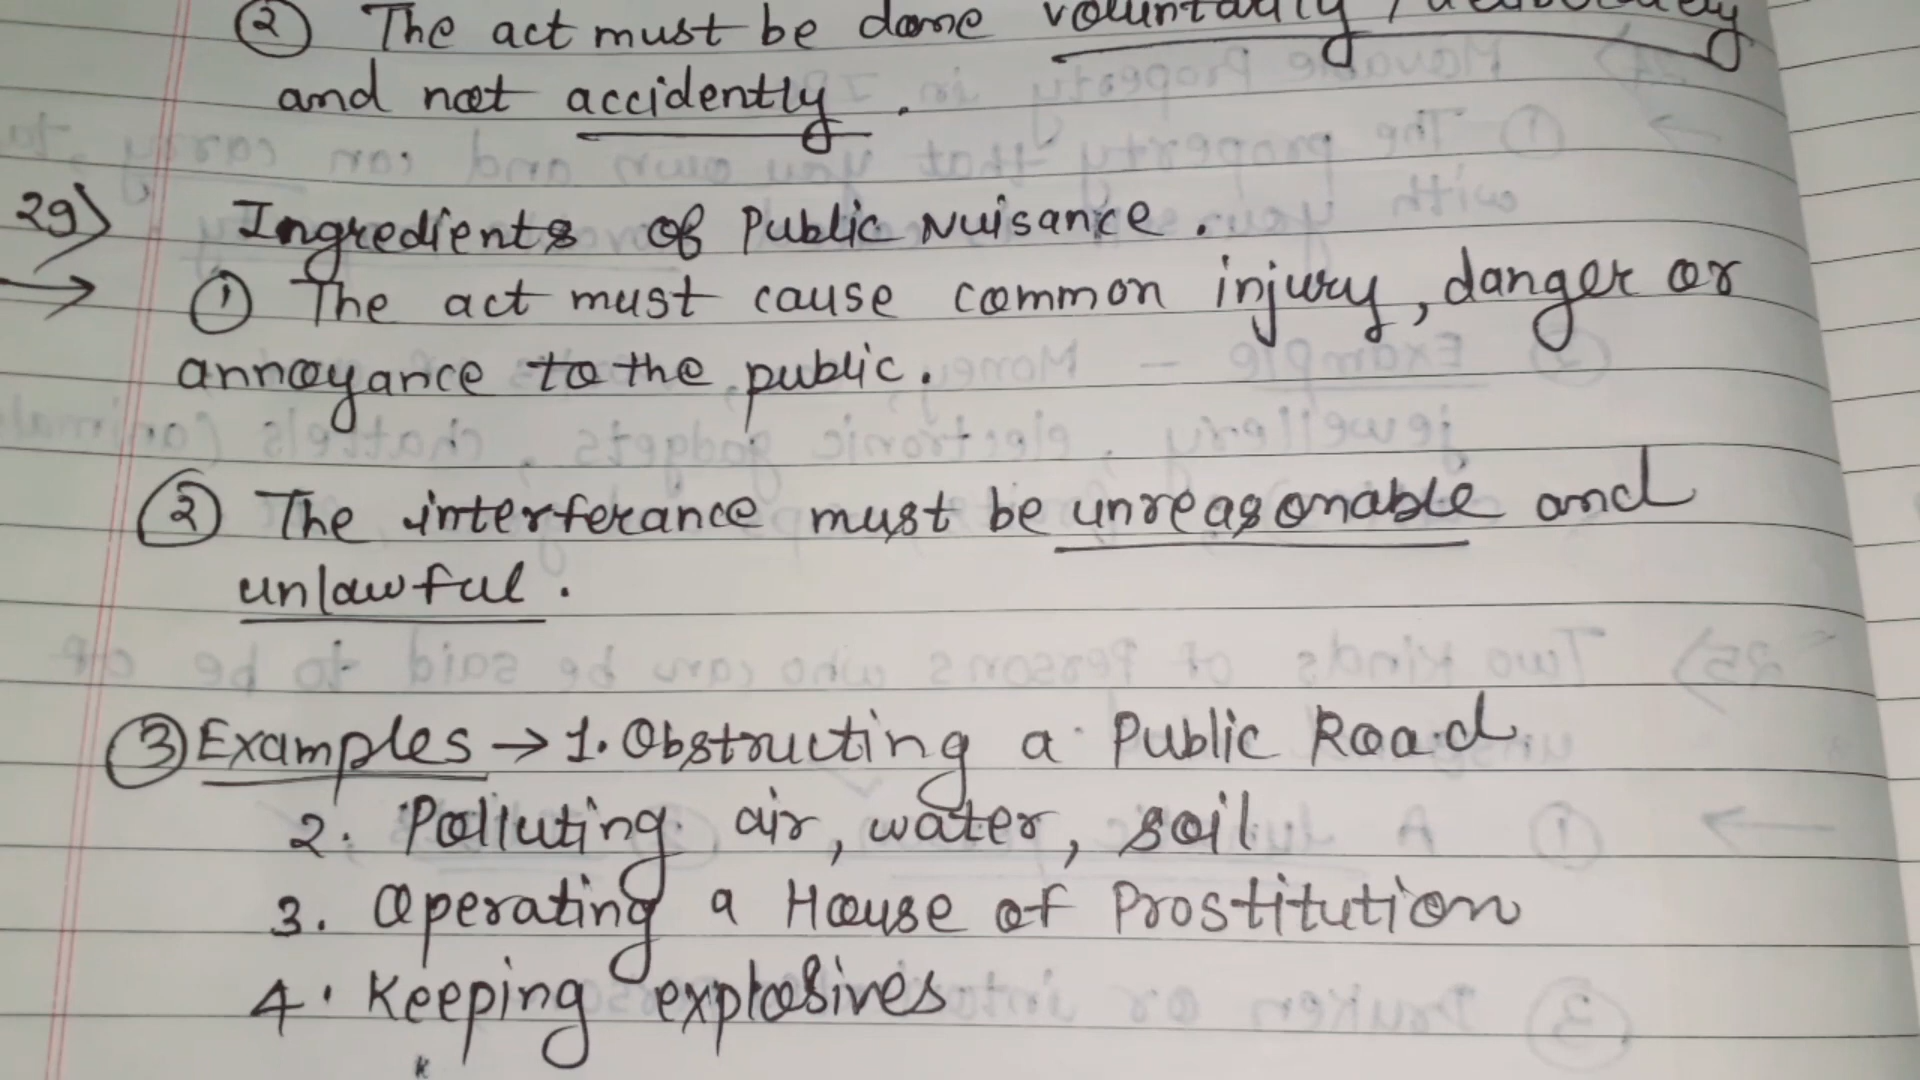 ② The act must be done voluntarily /
and not accidently.
29) Ingredients of Public Nuisance.
→ ① The act must cause common injury, danger or
annoyance to the public.
② The interferance must be unreasonable and
unlawful.
③ Examples → 1. Obstructing a Public Road
2. Polluting air, water, soil
3. Operating a House of Prostitution
4. Keeping explosives